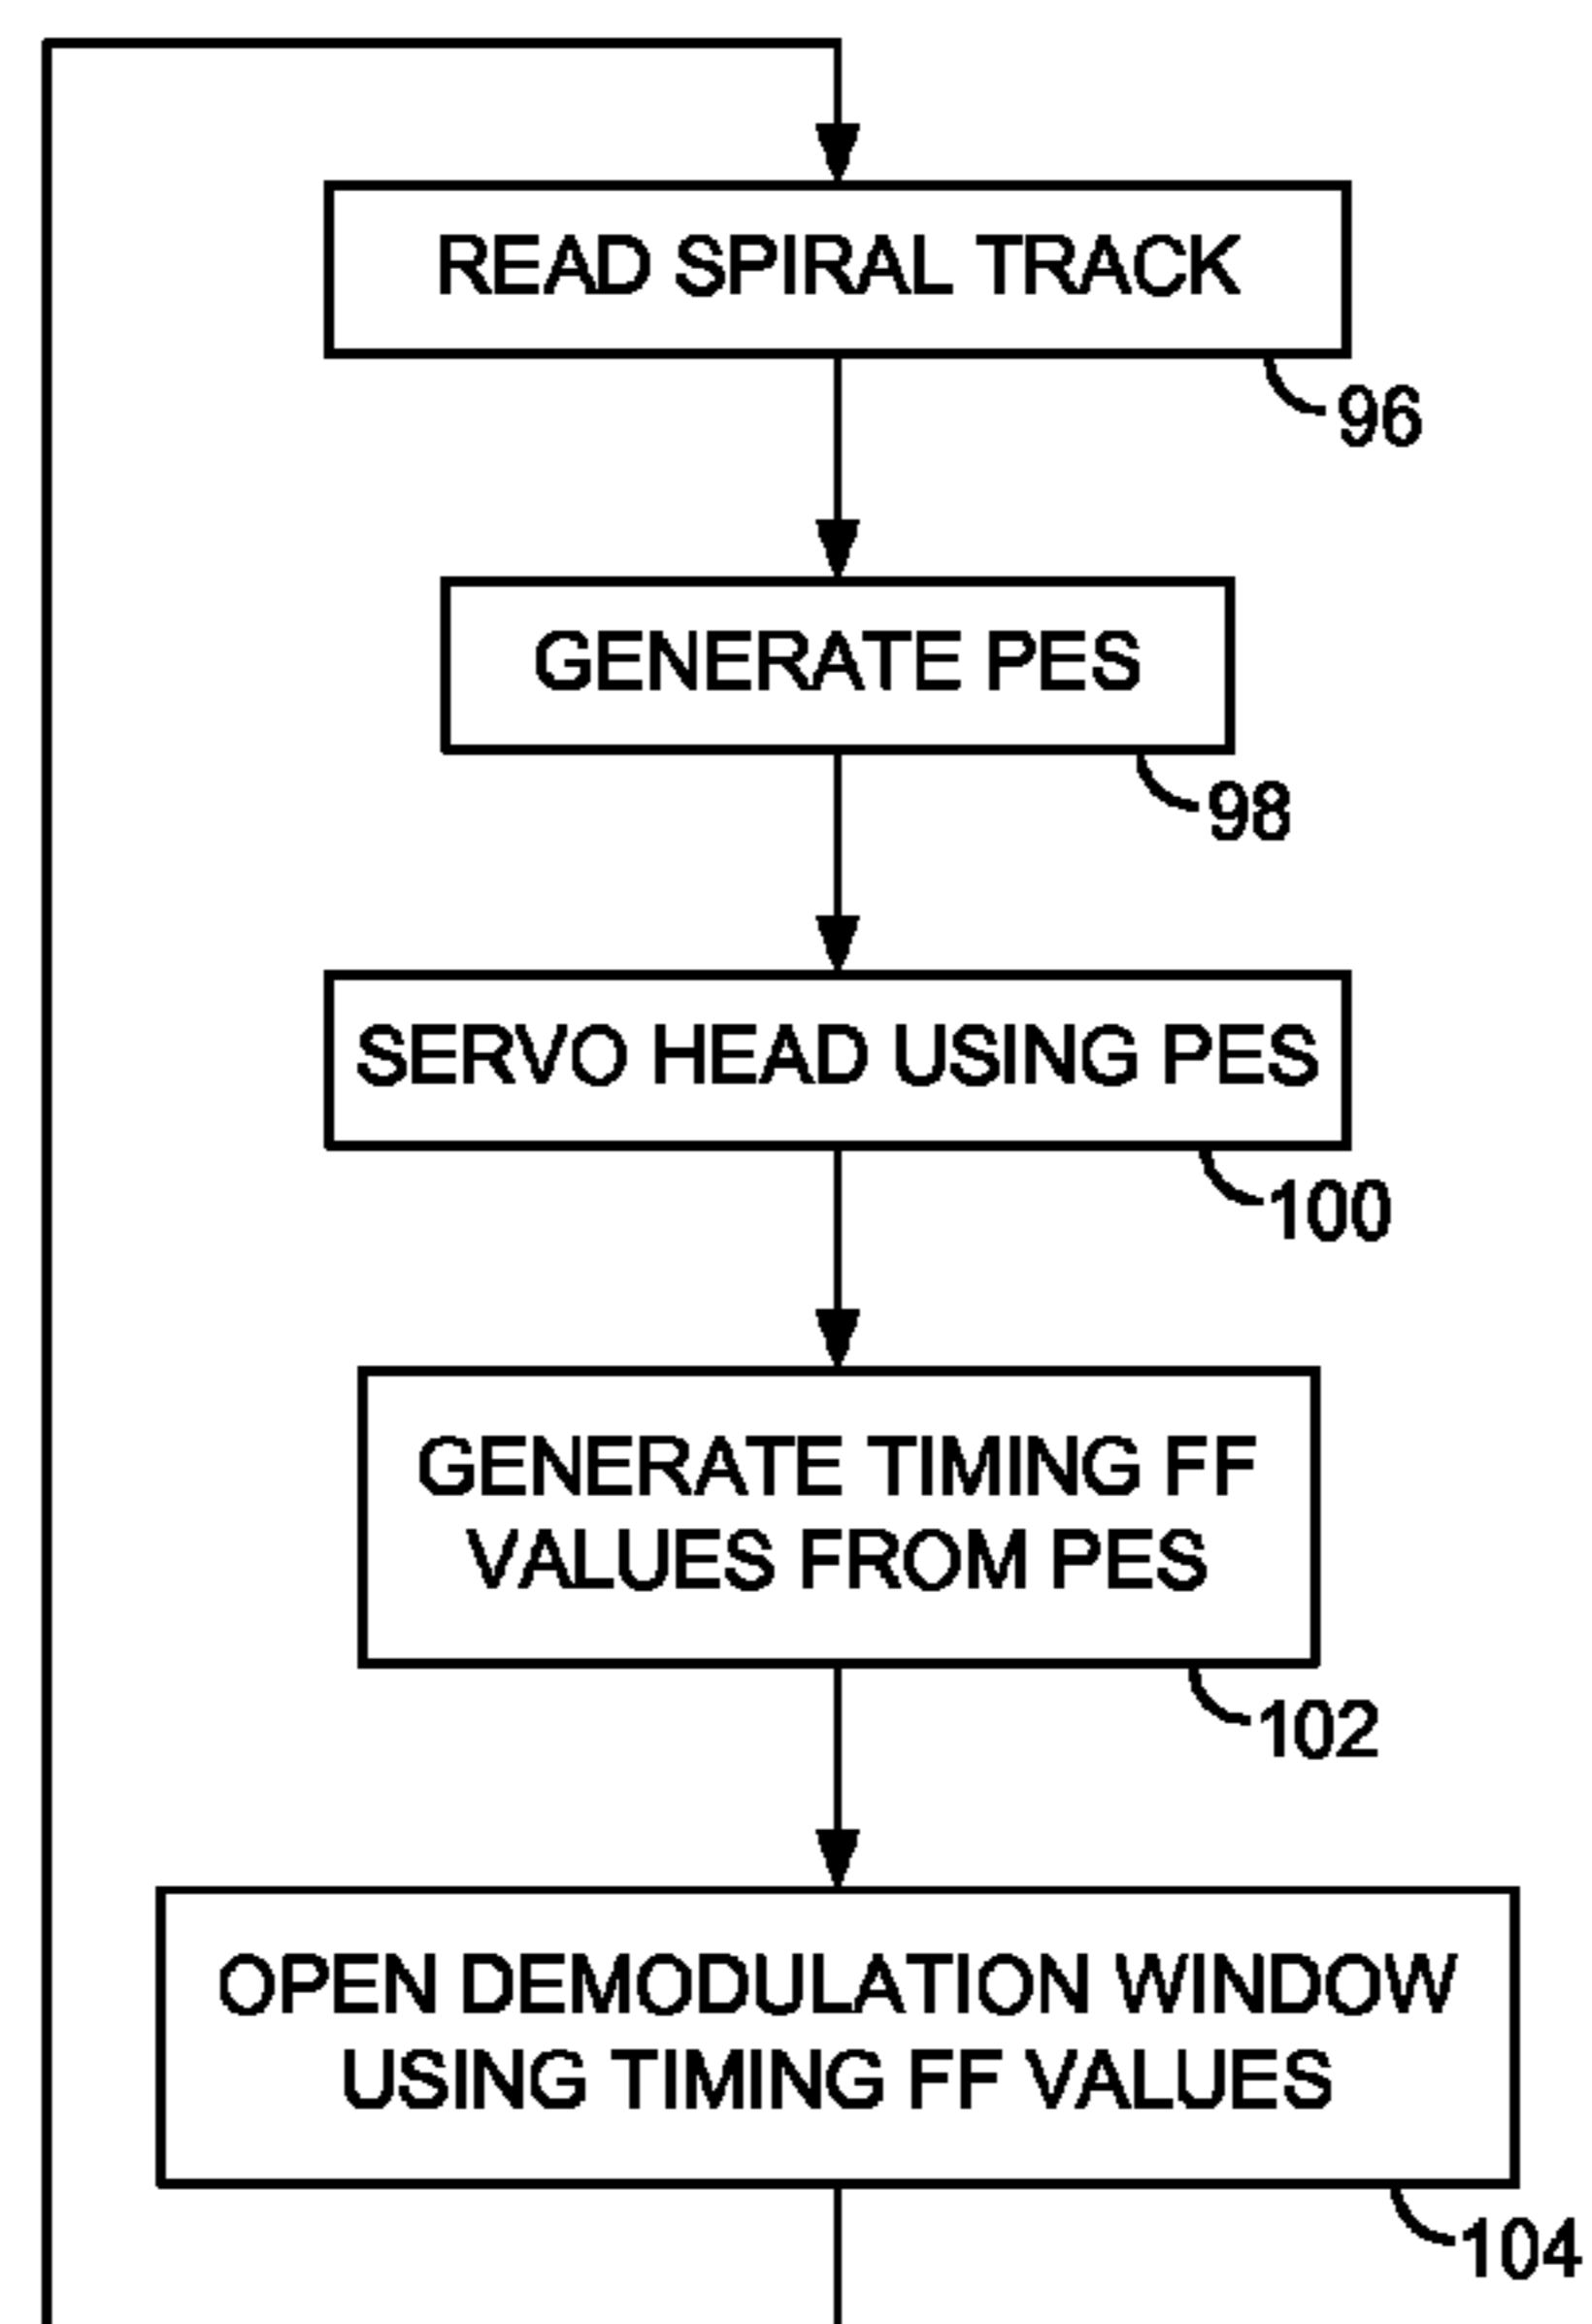 READ SPIRAL TRACK
96
GENERATE PES
98
SERVO HEAD USING PES
100
GENERATE TIMING FF
VALUES FROM PES
102
OPEN DEMODULATION WINDOW
USING TIMING FF VALUES
104